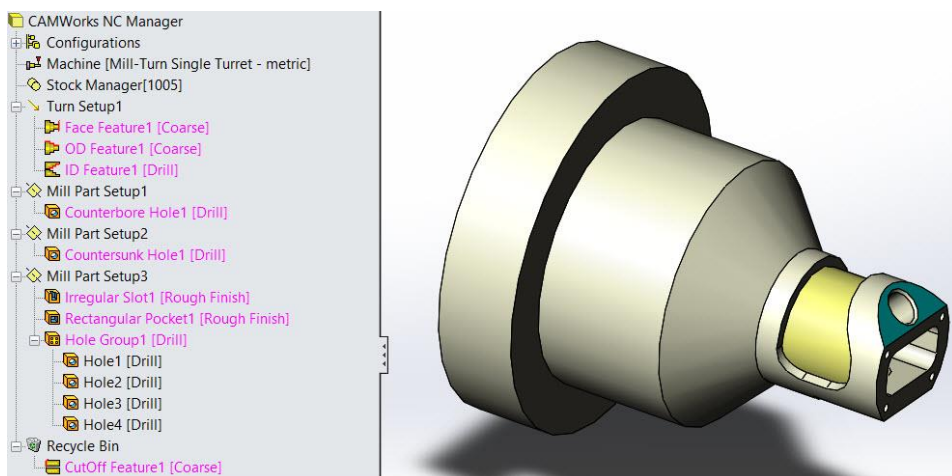 CAMWorks NC Manager
Configurations
Machine [Mill-Turn Single Turret - metric]
Stock Manager[1005]
Turn Setup1
Face Feature1 [Coarse]
OD Feature1 [Coarse]
ID Feature1 [Drill]
Mill Part Setup1
Counterbore Hole1 [Drill]
Mill Part Setup2
Countersunk Hole1 [Drill]
Mill Part Setup3
Irregular Slot1 [Rough Finish]
Rectangular Pocket1 [Rough Finish]
Hole Group1 [Drill]
Hole1 [Drill]
Hole2 [Drill]
Hole3 [Drill]
Hole4 [Drill]
Recycle Bin
CutOff Feature1 [Coarse]